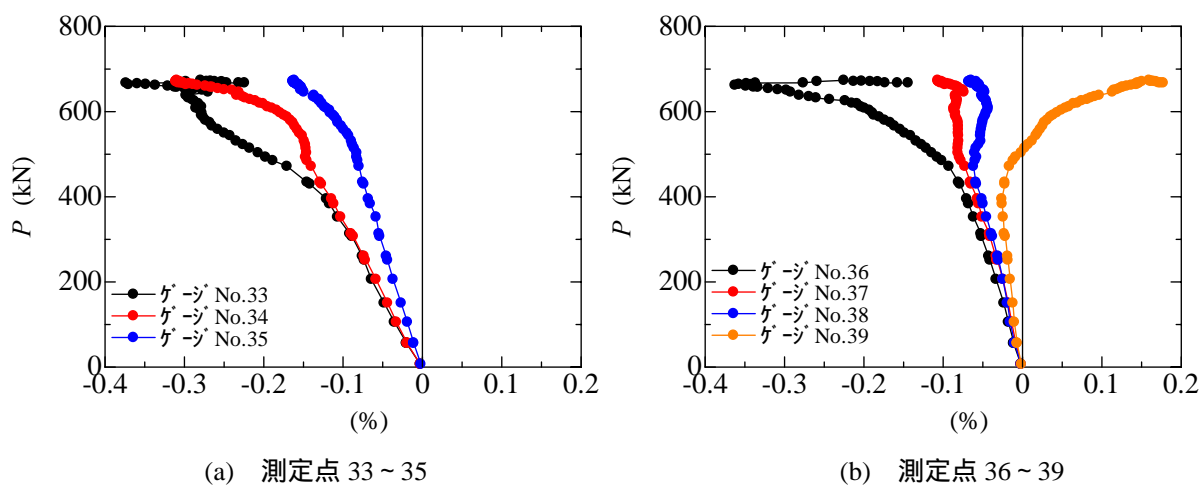 800
600
400
200
0
P (kN)
-0.4 -0.3 -0.2 -0.1 0 0.1 0.2
(%)
ｹﾞｰｼﾞ No.33
ｹﾞｰｼﾞ No.34
ｹﾞｰｼﾞ No.35
(a) 測定点 33 ~ 35
800
600
400
200
0
P (kN)
-0.4 -0.3 -0.2 -0.1 0 0.1 0.2
(%)
ｹﾞｰｼﾞ No.36
ｹﾞｰｼﾞ No.37
ｹﾞｰｼﾞ No.38
ｹﾞｰｼﾞ No.39
(b) 測定点 36 ~ 39